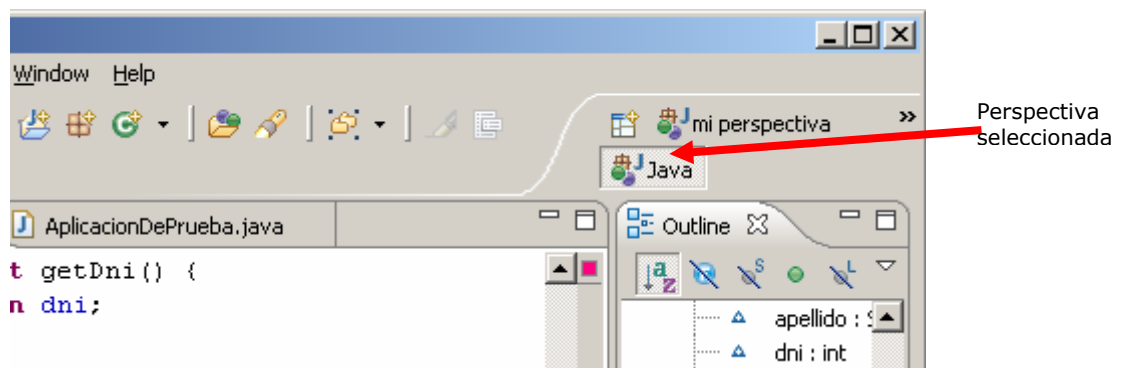 Window Help
mi perspectiva
Perspectiva
seleccionada
Java
AplicacionDePrueba.java
Outline
t getDni() {
n dni;
apellido :
dni : int